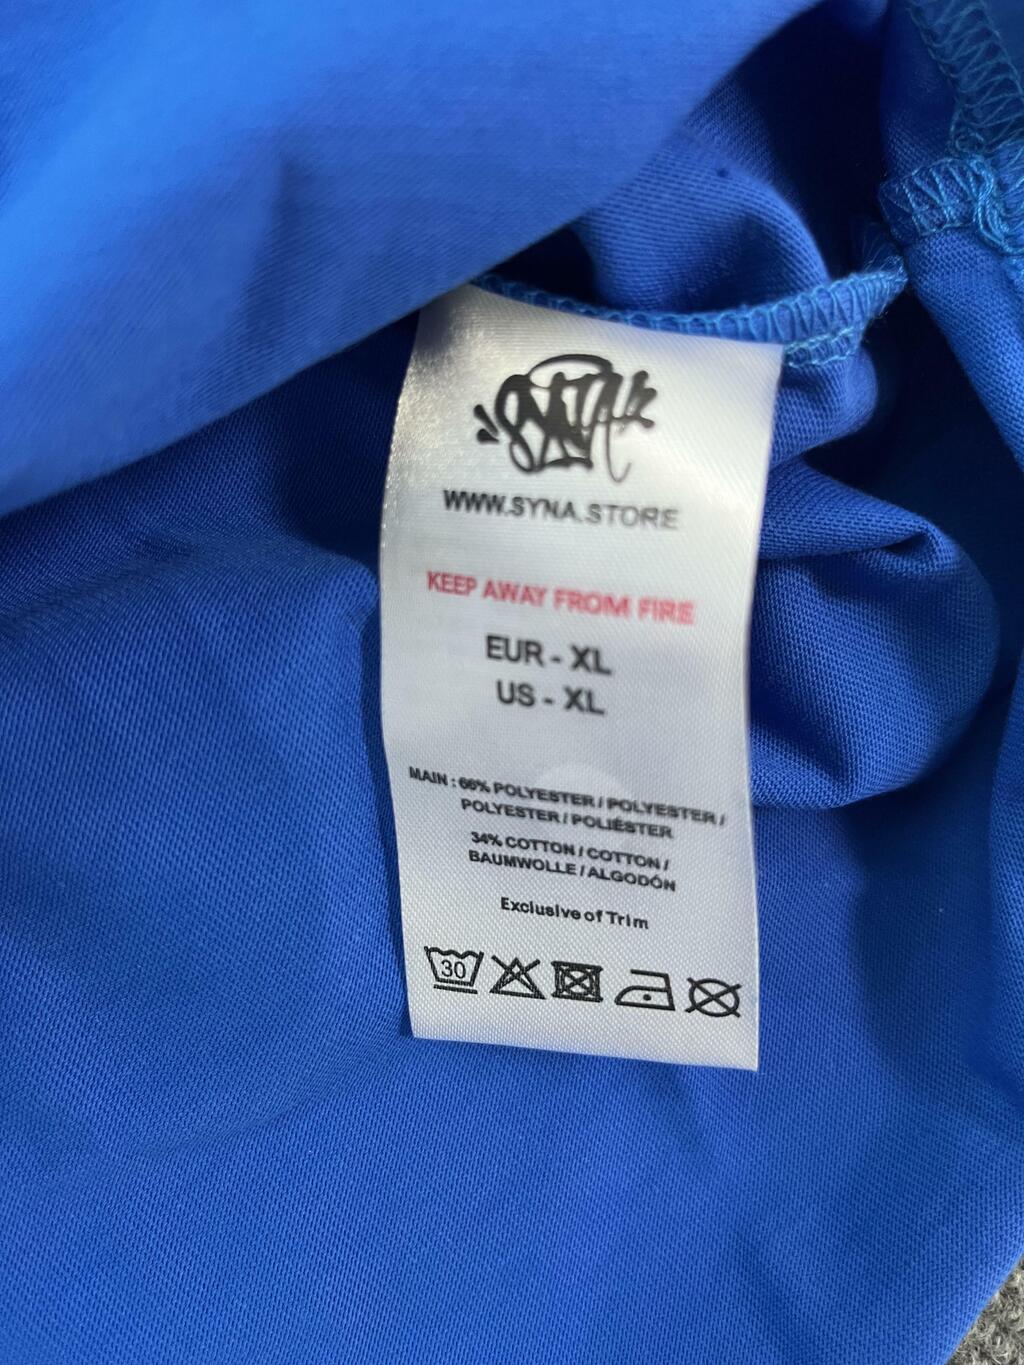 SYNA
WWW.SYNA.STORE
KEEP AWAY FROM FIRE
EUR - XL
US - XL
MAIN : 66% POLYESTER / POLYESTER /
POLYESTER / POLIÉSTER
34% COTTON / COTTON /
BAUMWOLLE / ALGODÓN
Exclusive of Trim
30